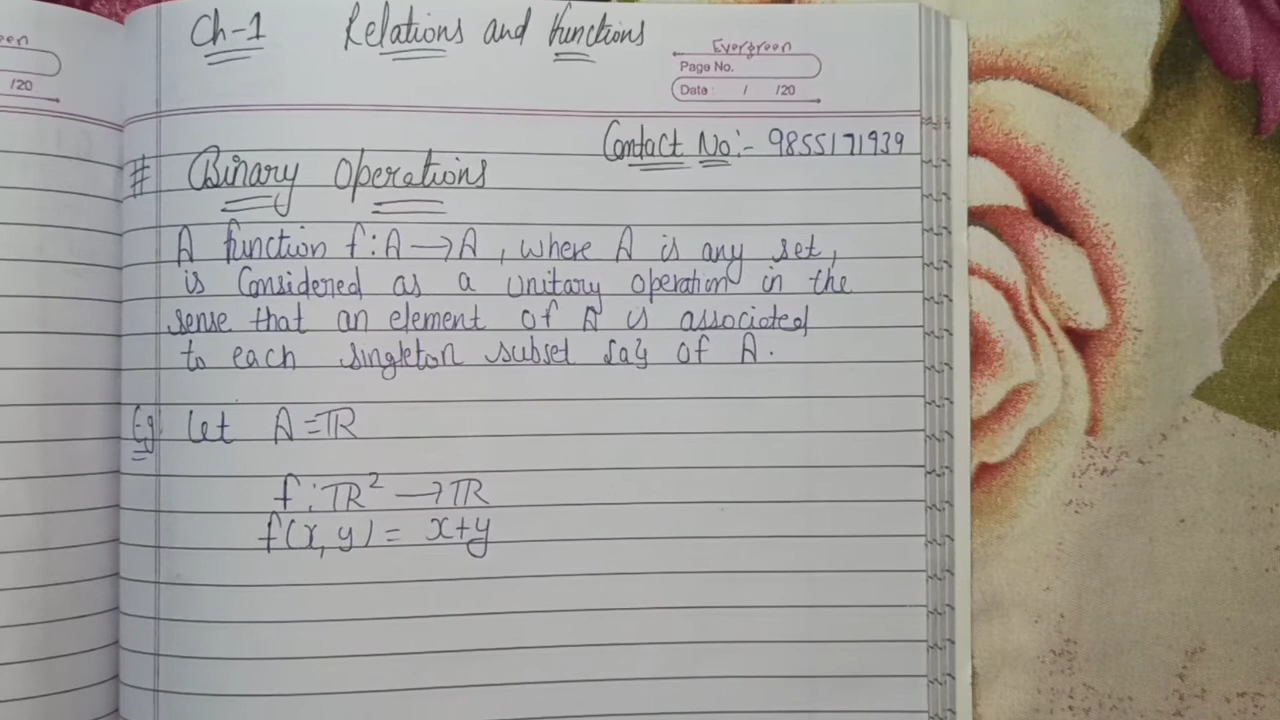 Ch-1 Relations and Functions
een
/20
Evergreen
Page No.
Date : / /20
Contact No:- 9855171939
# Binary Operations
A function f:A→A, where A is any set,
is Considered as a unitary operation in the
sense that an element of A is associated
to each singleton subset {a} of A.
Eg Let A=ℝ
f:ℝ²→ℝ
f(x,y) = x+y